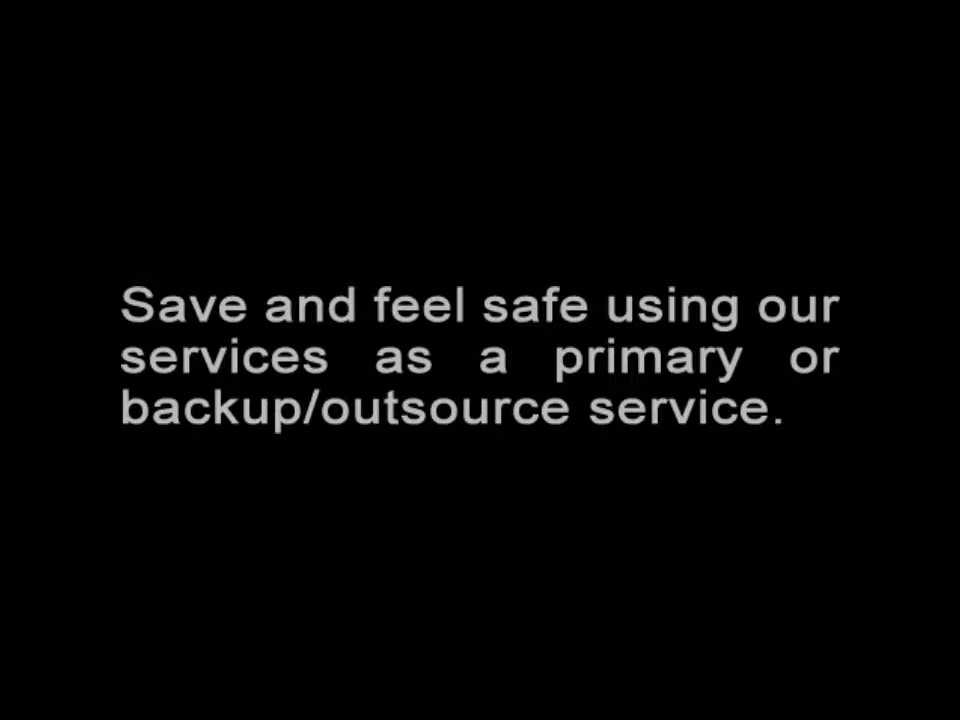 Save and feel safe using our
services as a primary or
backup/outsource service.